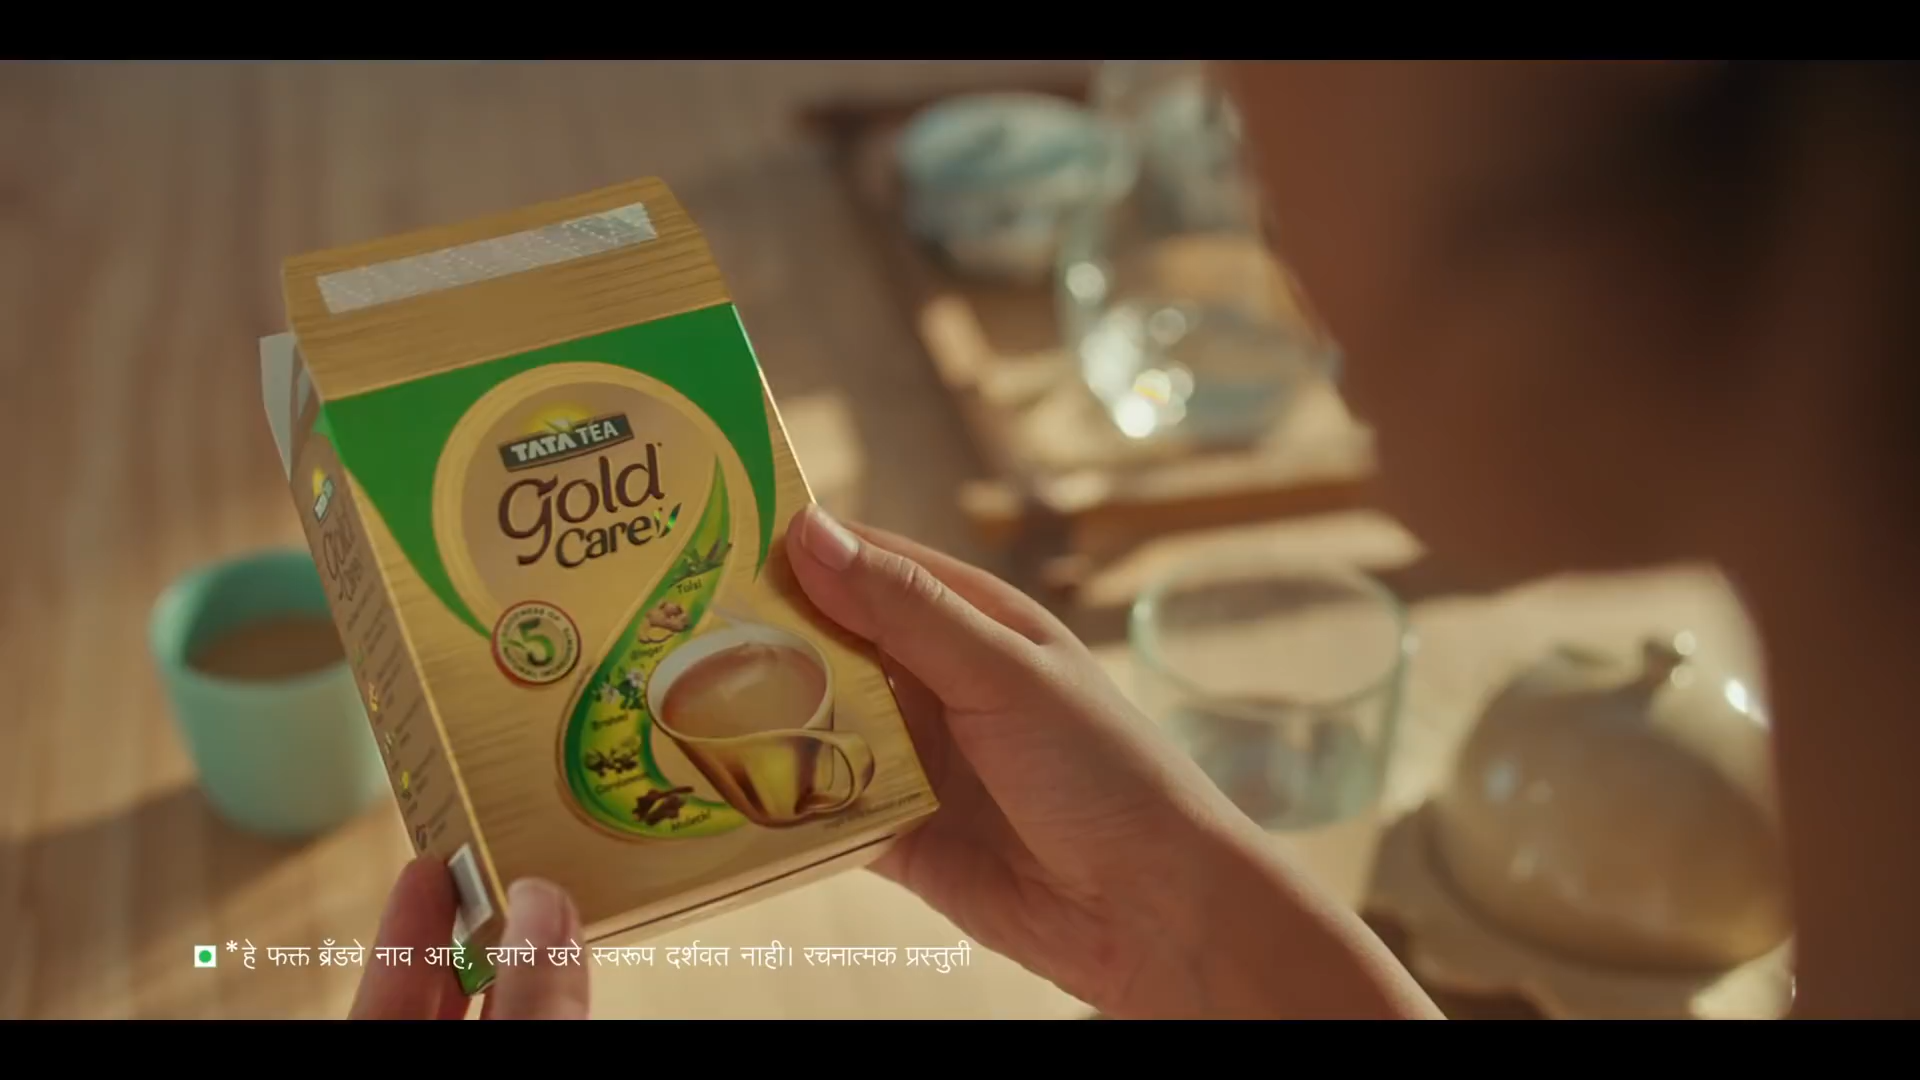 TATA TEA
gold
care
Tulsi
5
Ginger
Brahmi
Cardamom
Mulethi
*हे फक्त ब्रँडचे नाव आहे, त्याचे खरे स्वरूप दर्शवत नाही। रचनात्मक प्रस्तुती